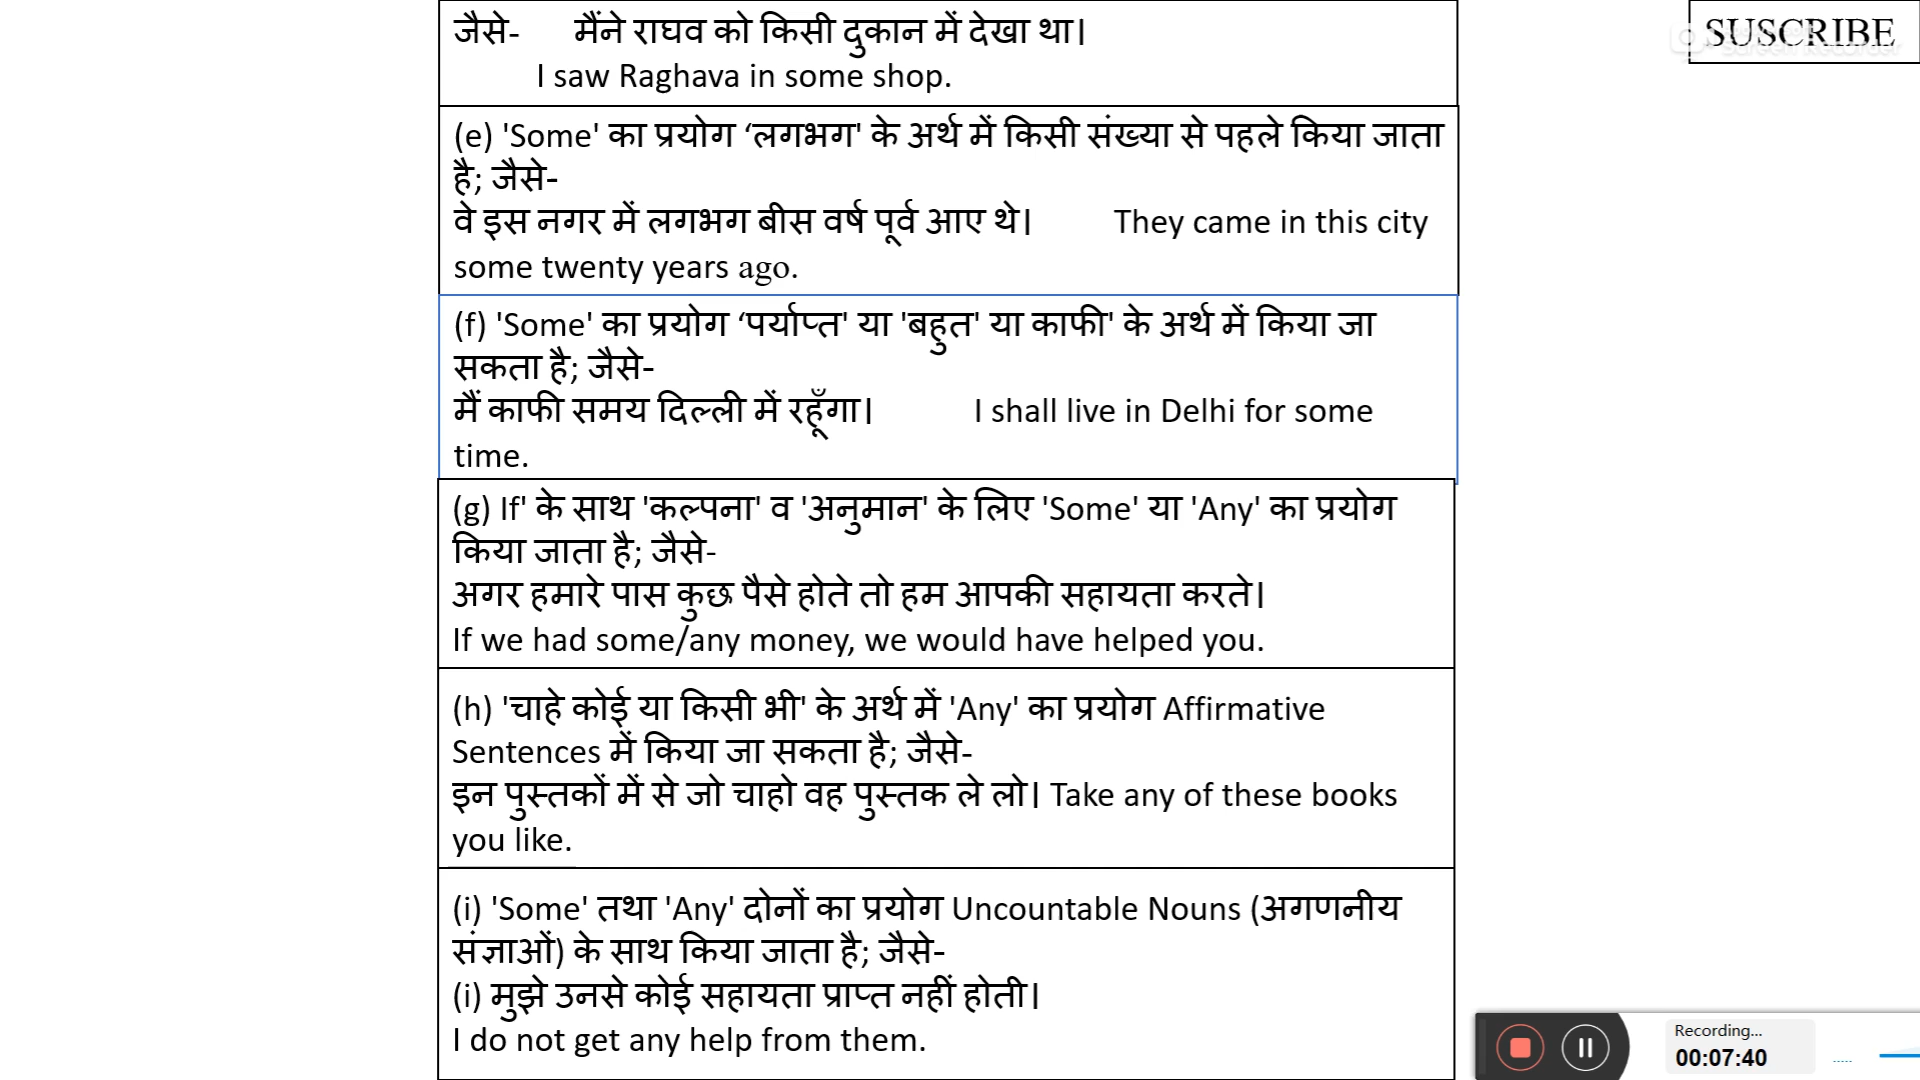 जैसे- मैंने राघव को किसी दुकान में देखा था।
I saw Raghava in some shop.
SUSCRIBE
(e) 'Some' का प्रयोग ‘लगभग' के अर्थ में किसी संख्या से पहले किया जाता
है; जैसे-
वे इस नगर में लगभग बीस वर्ष पूर्व आए थे। They came in this city
some twenty years ago.
(f) 'Some' का प्रयोग ‘पर्याप्त' या 'बहुत' या काफी' के अर्थ में किया जा
सकता है; जैसे-
मैं काफी समय दिल्ली में रहूँगा। I shall live in Delhi for some
time.
(g) If' के साथ 'कल्पना' व 'अनुमान' के लिए 'Some' या 'Any' का प्रयोग
किया जाता है; जैसे-
अगर हमारे पास कुछ पैसे होते तो हम आपकी सहायता करते।
If we had some/any money, we would have helped you.
(h) 'चाहे कोई या किसी भी' के अर्थ में 'Any' का प्रयोग Affirmative
Sentences में किया जा सकता है; जैसे-
इन पुस्तकों में से जो चाहो वह पुस्तक ले लो। Take any of these books
you like.
(i) 'Some' तथा 'Any' दोनों का प्रयोग Uncountable Nouns (अगणनीय
संज्ञाओं) के साथ किया जाता है; जैसे-
(i) मुझे उनसे कोई सहायता प्राप्त नहीं होती।
I do not get any help from them.
Recording...
00:07:40